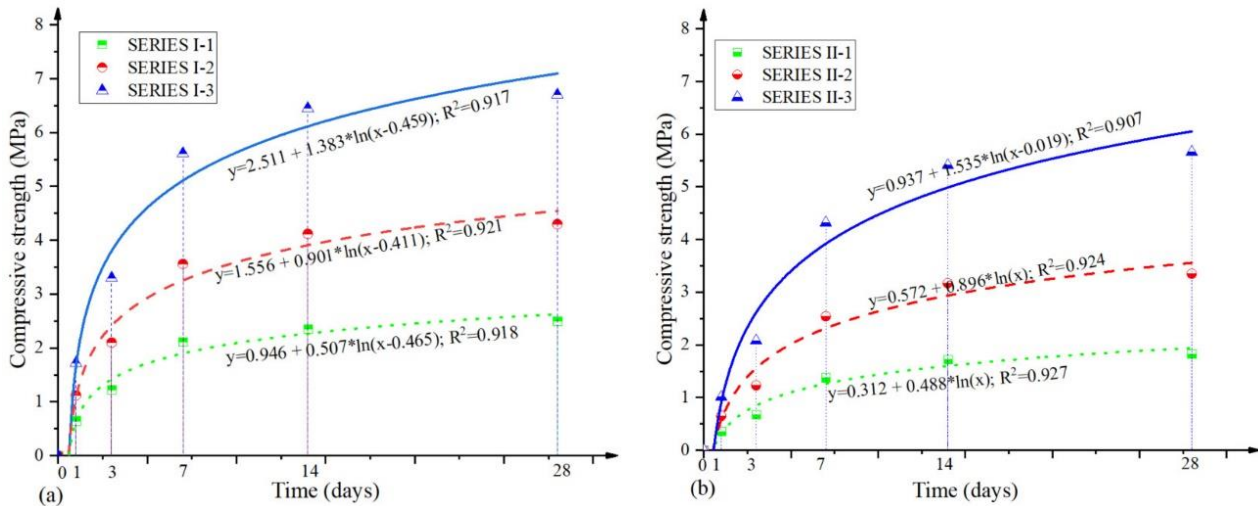 8
7
6
5
4
3
2
1
0
Compressive strength (MPa)
SERIES I-1
SERIES I-2
SERIES I-3
y=2.511 + 1.383*ln(x-0.459); R²=0.917
y=1.556 + 0.901*ln(x-0.411); R²=0.921
y=0.946 + 0.507*ln(x-0.465); R²=0.918
0 1 3 7 14 28
Time (days)
(a)
8
7
6
5
4
3
2
1
0
Compressive strength (MPa)
SERIES II-1
SERIES II-2
SERIES II-3
y=0.937 + 1.535*ln(x-0.019); R²=0.907
y=0.572 + 0.896*ln(x); R²=0.924
y=0.312 + 0.488*ln(x); R²=0.927
0 1 3 7 14 28
Time (days)
(b)